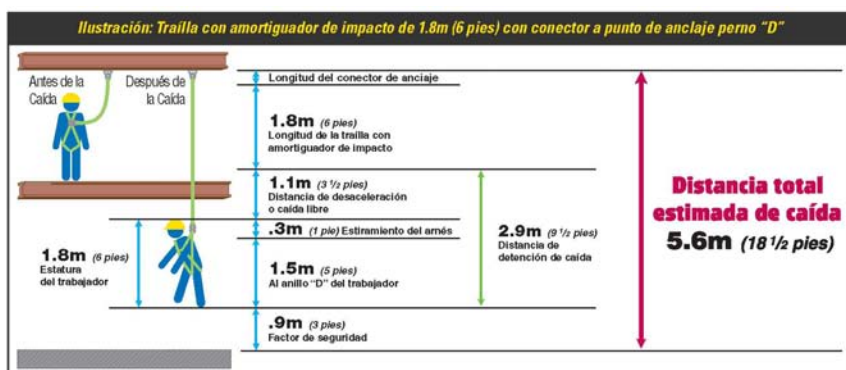 Ilustración: Traílla con amortiguador de impacto de 1.8m (6 pies) con conector a punto de anclaje perno “D”
Antes de la
Caída
Después de
la Caída
Longitud del conector de anciaje
1.8m (6 pies)
Longitud de la traílla con
amortiguador de impacto
1.1m (3 1/2 pies)
Distancia de desaceleración
o caída libre
.3m (1 pie) Estiramiento del arnés
1.8m (6 pies)
Estatura
del trabajador
1.5m (5 pies)
Al anillo “D” del trabajador
2.9m (9 1/2 pies)
Distancia de
detención de caída
.9m (3 pies)
Factor de seguridad
Distancia total
estimada de caída
5.6m (18 1/2 pies)